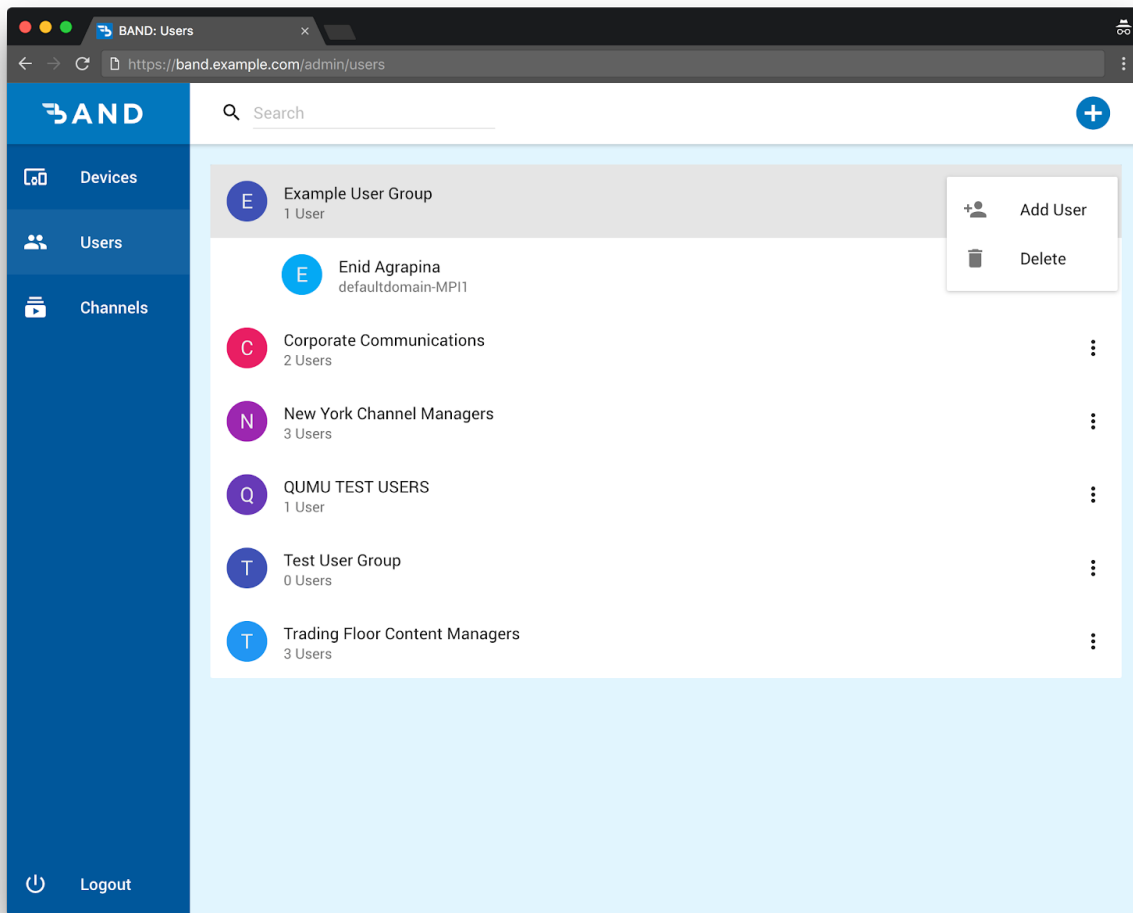 BAND: Users
https://band.example.com/admin/users
BAND
Search
Devices
Users
Channels
Logout
E
Example User Group
1 User
Add User
Delete
E
Enid Agrapina
defaultdomain-MPI1
C
Corporate Communications
2 Users
N
New York Channel Managers
3 Users
Q
QUMU TEST USERS
1 User
T
Test User Group
0 Users
T
Trading Floor Content Managers
3 Users